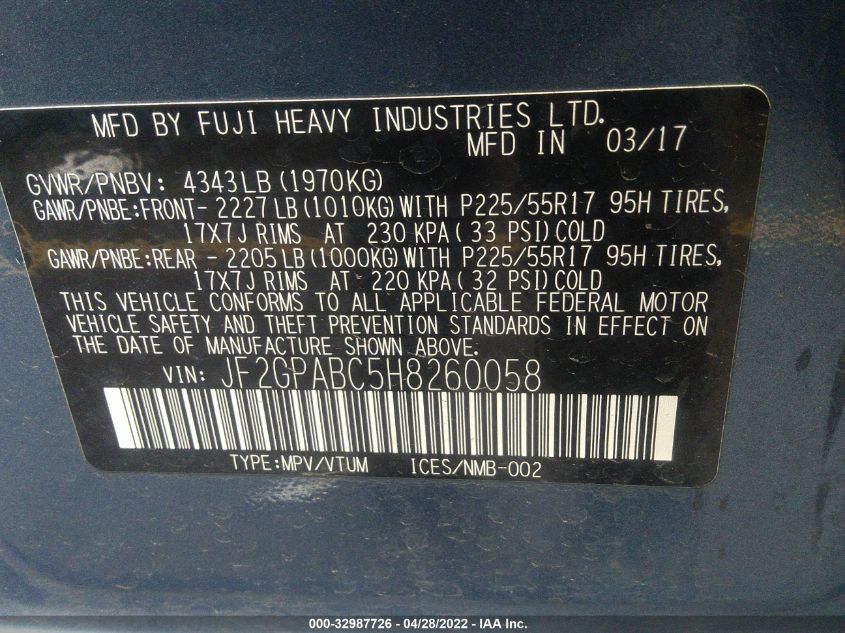 MFD BY FUJI HEAVY INDUSTRIES LTD.
MFD IN 03/17
GVWR/PNBV: 4343LB(1970KG)
GAWR/PNBE:FRONT- 2227LB(1010KG)WITH P225/55R17 95H TIRES,
17X7J RIMS AT 230 KPA( 33 PSI)COLD
GAWR/PNBE:REAR - 2205LB(1000KG)WITH P225/55R17 95H TIRES,
17X7J RIMS AT 220 KPA( 32 PSI)COLD
THIS VEHICLE CONFORMS TO ALL APPLICABLE FEDERAL MOTOR
VEHICLE SAFETY AND THEFT PREVENTION STANDARDS IN EFFECT ON
THE DATE OF MANUFACTURE SHOWN ABOVE.
VIN: JF2GPABC5H8260058
TYPE:MPV/VTUM ICES/NMB-002
000-32987726 - 04/28/2022 - IAA Inc.